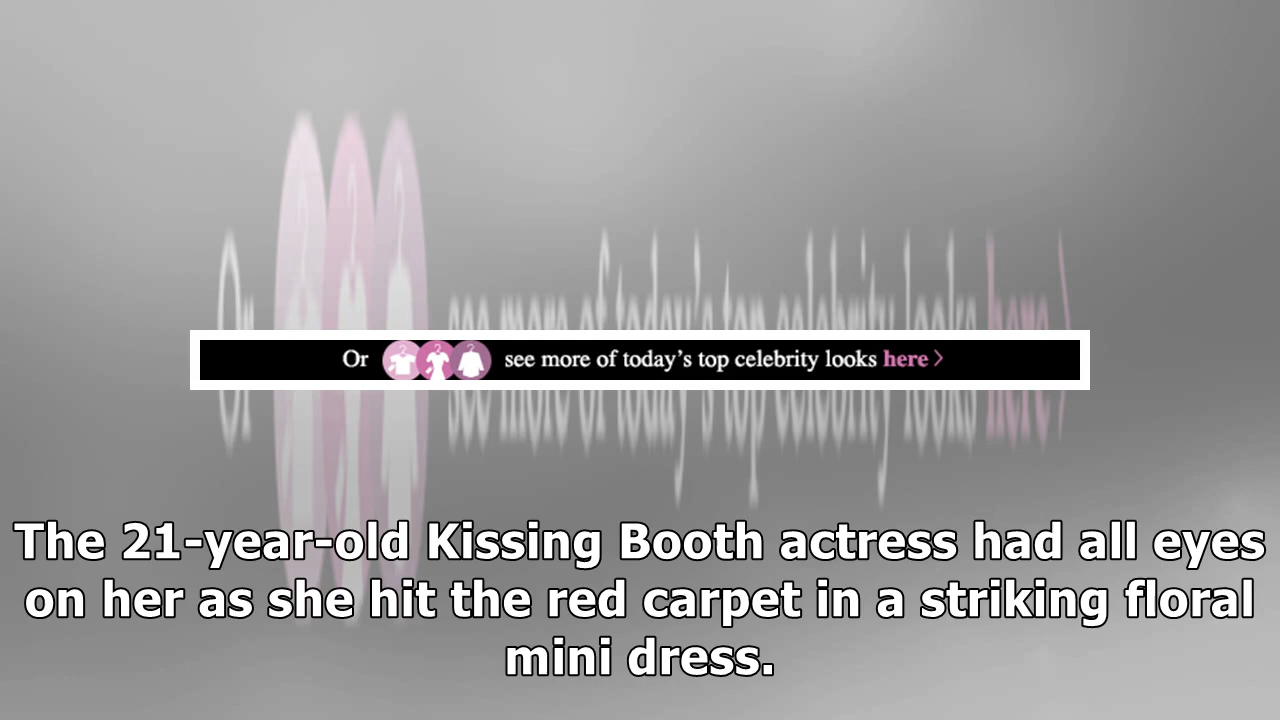 Or see more of today's top celebrity looks here >
The 21-year-old Kissing Booth actress had all eyes
on her as she hit the red carpet in a striking floral
mini dress.